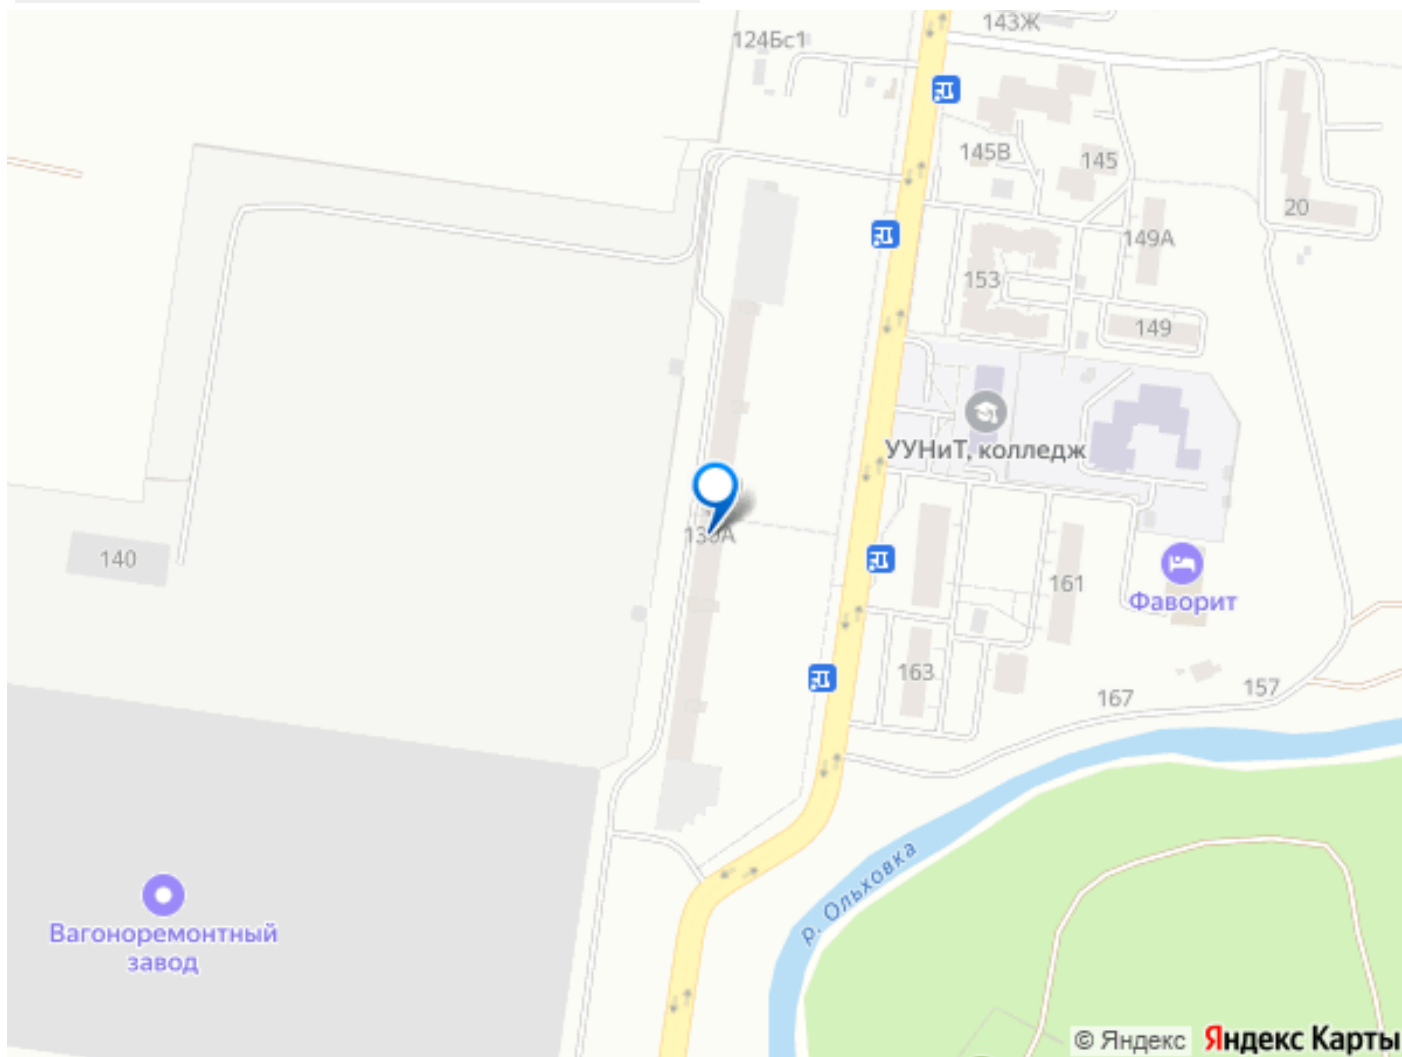 143Ж
124Бс1
145В
145
20
149А
153
149
УУНиТ, колледж
140
161
Фаворит
163
157
167
р. Ольховка
Вагоноремонтный
завод
© Яндекс
Яндекс Карты